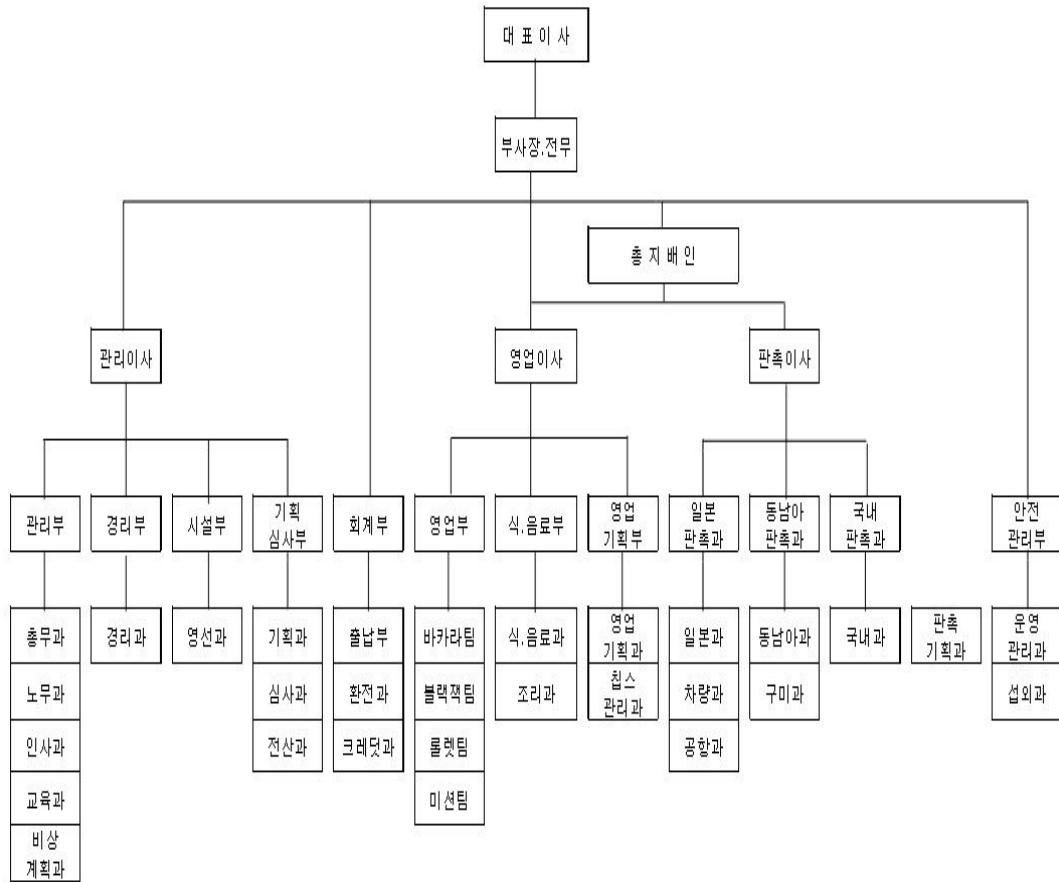 대 표 이 사
부사장.전무
총 지 배 인
관리이사
영업이사
판촉이사
관리부
경리부
시설부
기획
심사부
회계부
영업부
식.음료부
영업
기획부
일본
판촉과
동남아
판촉과
국내
판촉과
안전
관리부
총무과
노무과
인사과
교육과
비상
계획과
경리과
영선과
기획과
심사과
전산과
출납부
환전과
크레딧과
바카라팀
블랙잭팀
룰렛팀
미션팀
식.음료과
조리과
영업
기획과
칩스
관리과
일본과
차량과
공항과
동남아과
구미과
국내과
판촉
기획과
운영
관리과
섭외과